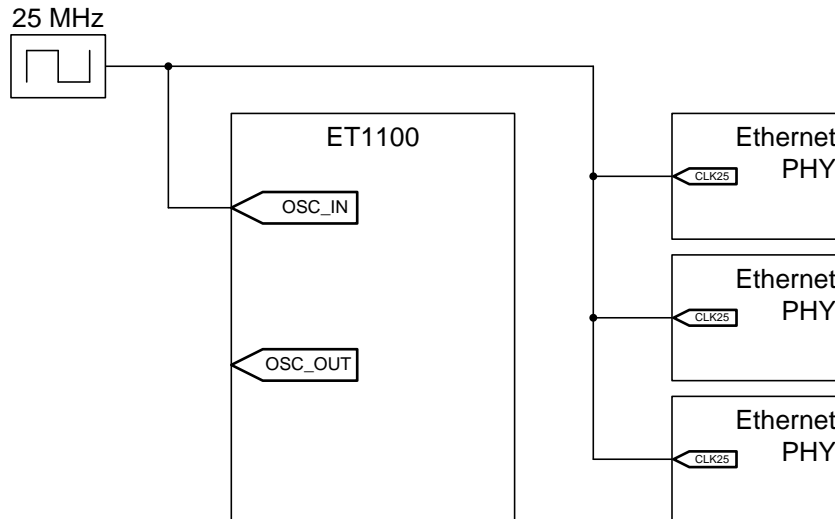 25 MHz
ET1100
OSC_IN
OSC_OUT
Ethernet
PHY
CLK25
Ethernet
PHY
CLK25
Ethernet
PHY
CLK25